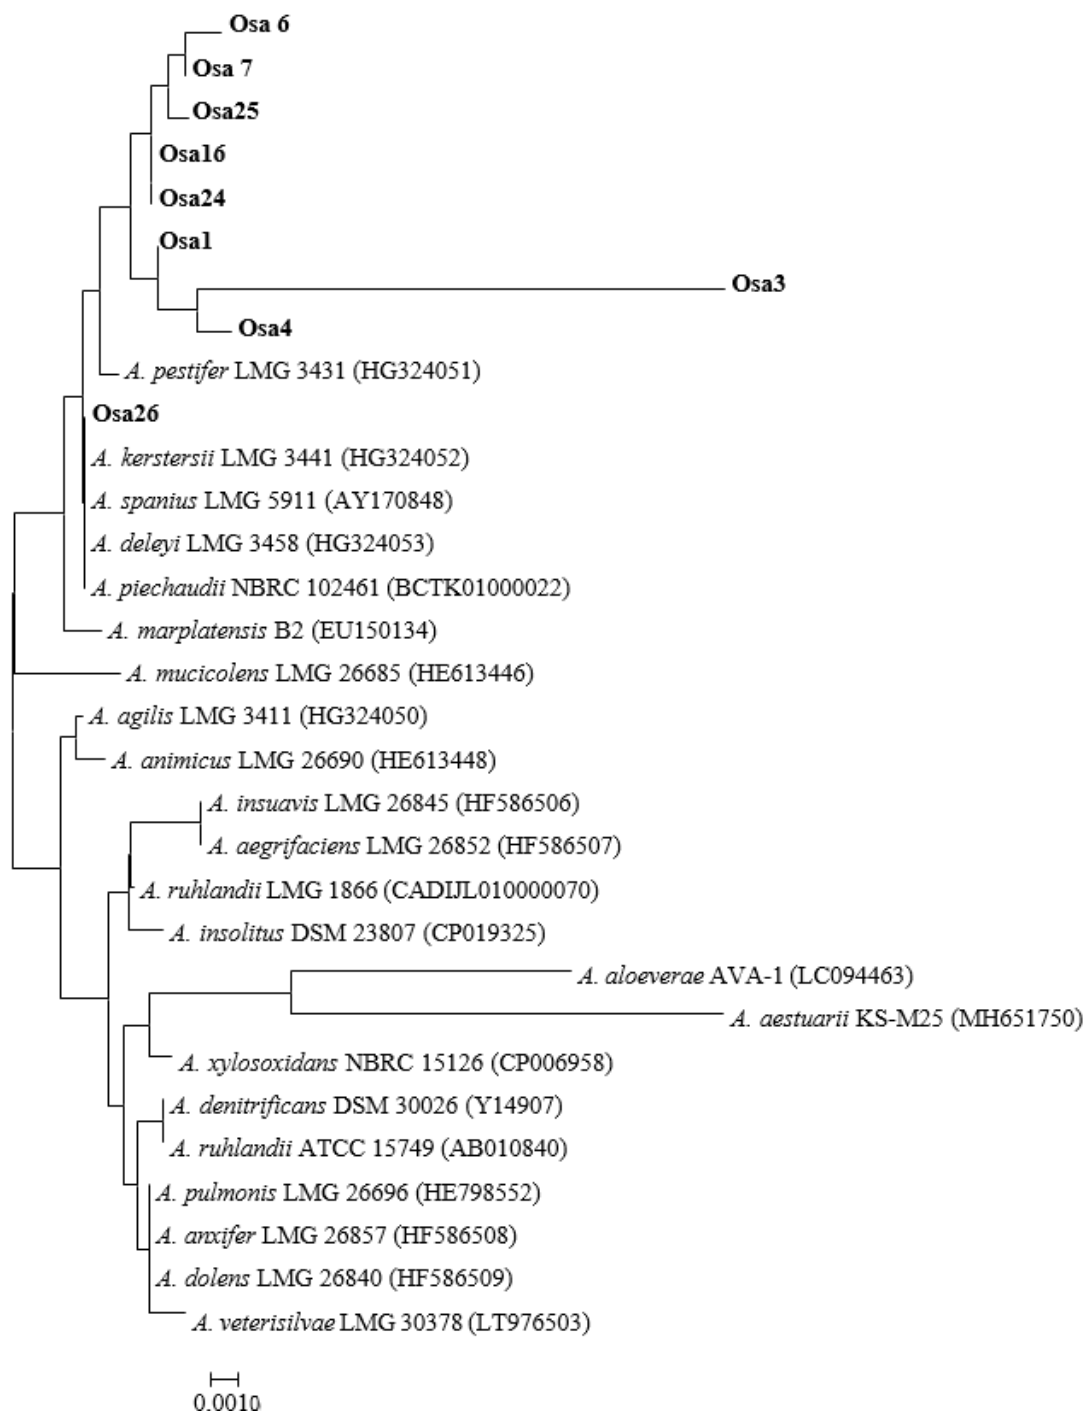 Osa 6
Osa 7
Osa25
Osa16
Osa24
Osa1
Osa3
Osa4
A. pestifer LMG 3431 (HG324051)
Osa26
A. kerstersii LMG 3441 (HG324052)
A. spanius LMG 5911 (AY170848)
A. deleyi LMG 3458 (HG324053)
A. piechaudii NBRC 102461 (BCTK01000022)
A. marplatensis B2 (EU150134)
A. mucicolens LMG 26685 (HE613446)
A. agilis LMG 3411 (HG324050)
A. animicus LMG 26690 (HE613448)
A. insuavis LMG 26845 (HF586506)
A. aegrifaciens LMG 26852 (HF586507)
A. ruhlandii LMG 1866 (CADIJL010000070)
A. insolitus DSM 23807 (CP019325)
A. aloeverae AVA-1 (LC094463)
A. aestuarii KS-M25 (MH651750)
A. xylosoxidans NBRC 15126 (CP006958)
A. denitrificans DSM 30026 (Y14907)
A. ruhlandii ATCC 15749 (AB010840)
A. pulmonis LMG 26696 (HE798552)
A. anxifer LMG 26857 (HF586508)
A. dolens LMG 26840 (HF586509)
A. veterisilvae LMG 30378 (LT976503)
0.0010